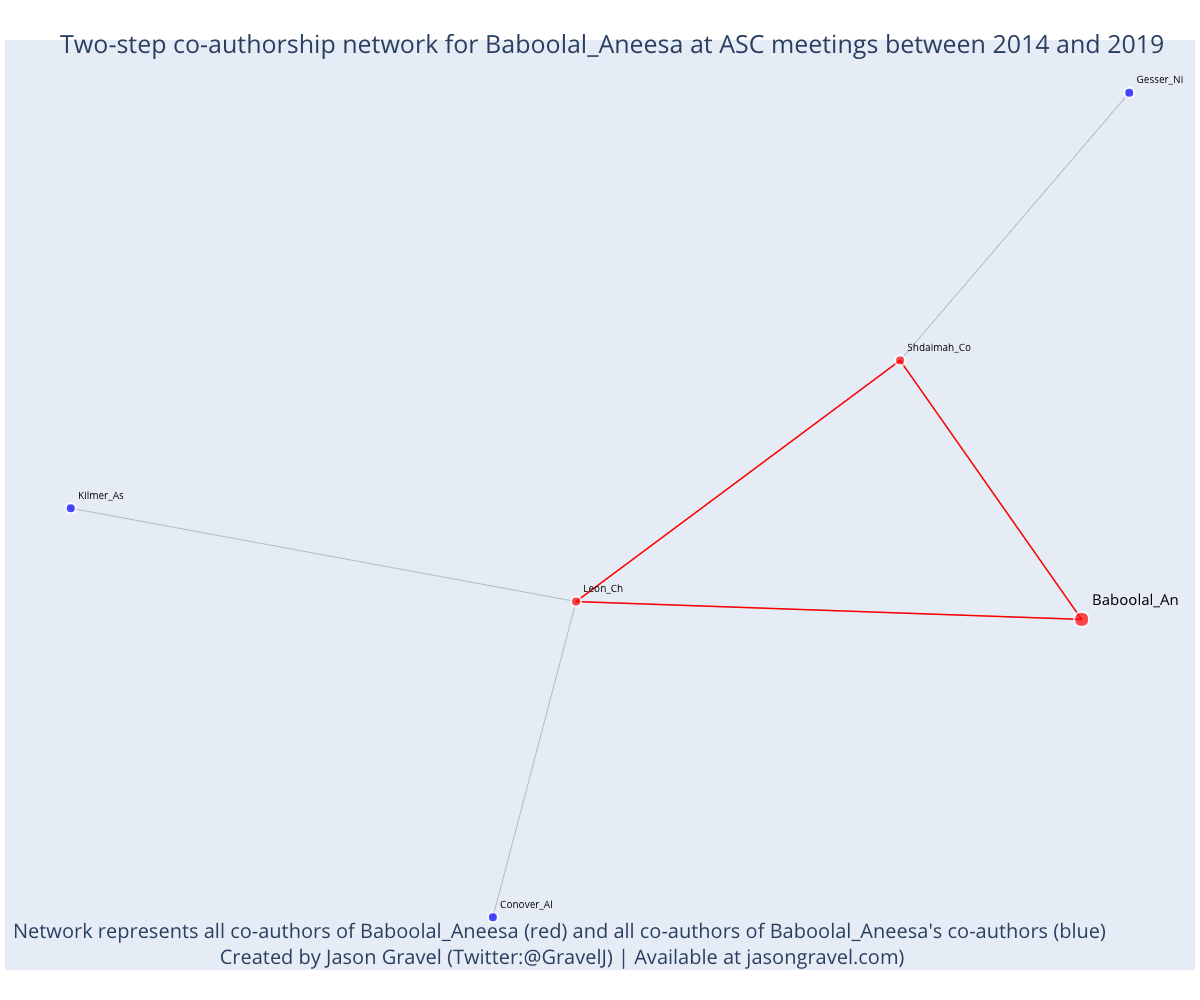 Two-step co-authorship network for Baboolal_Aneesa at ASC meetings between 2014 and 2019
Gesser_Ni
Shdaimah_Co
Kilmer_As
Leon_Ch
Baboolal_An
Conover_Al
Network represents all co-authors of Baboolal_Aneesa (red) and all co-authors of Baboolal_Aneesa's co-authors (blue)
Created by Jason Gravel (Twitter:@GravelJ) | Available at jasongravel.com)